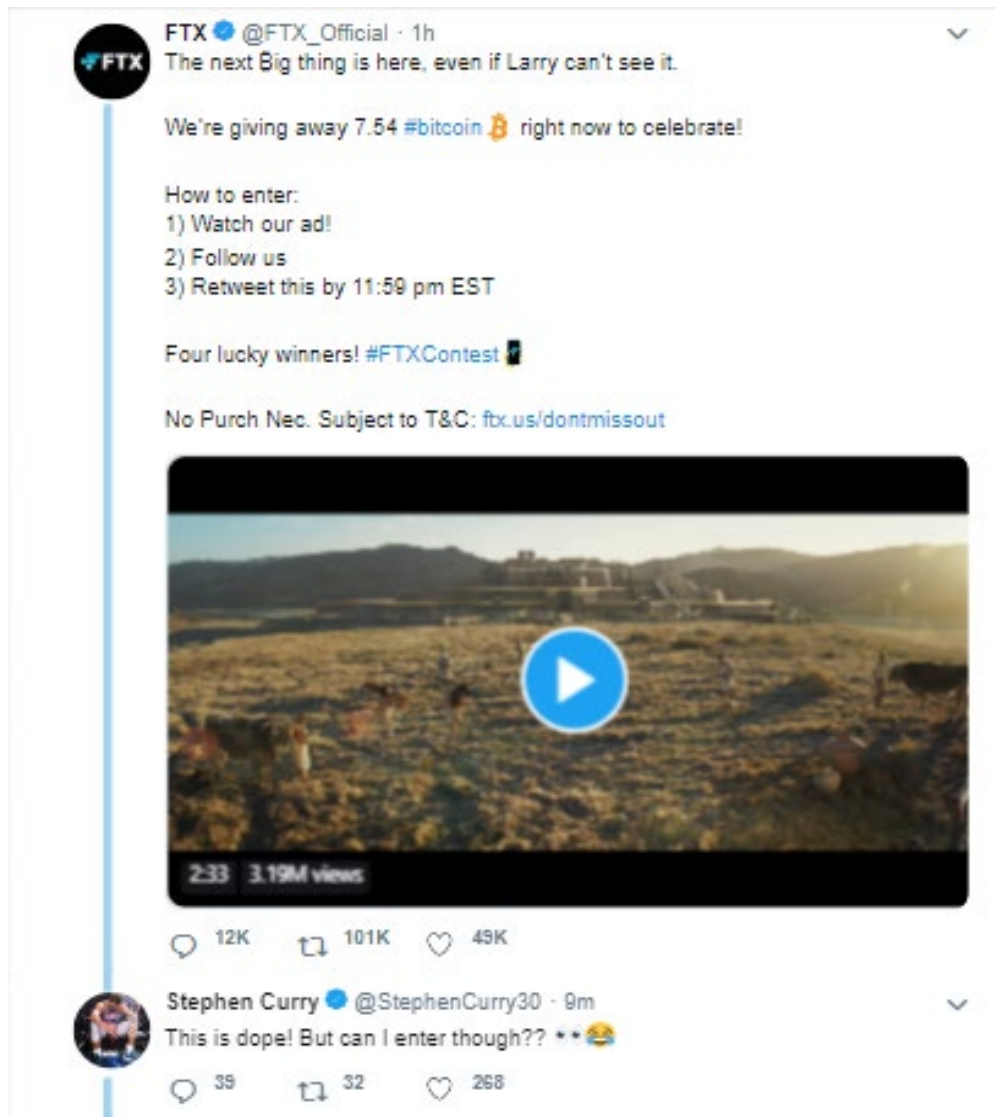 FTX @FTX_Official · 1h
FTX
The next ₿ig thing is here, even if Larry can't see it.
We're giving away 7.54 #bitcoin right now to celebrate!
How to enter:
1) Watch our ad!
2) Follow us
3) Retweet this by 11:59 pm EST
Four lucky winners! #FTXContest
No Purch Nec. Subject to T&C: ftx.us/dontmissout
2:33 3.19M views
12K 101K 49K
Stephen Curry @StephenCurry30 · 9m
This is dope! But can I enter though?? 👀😂
39 32 268